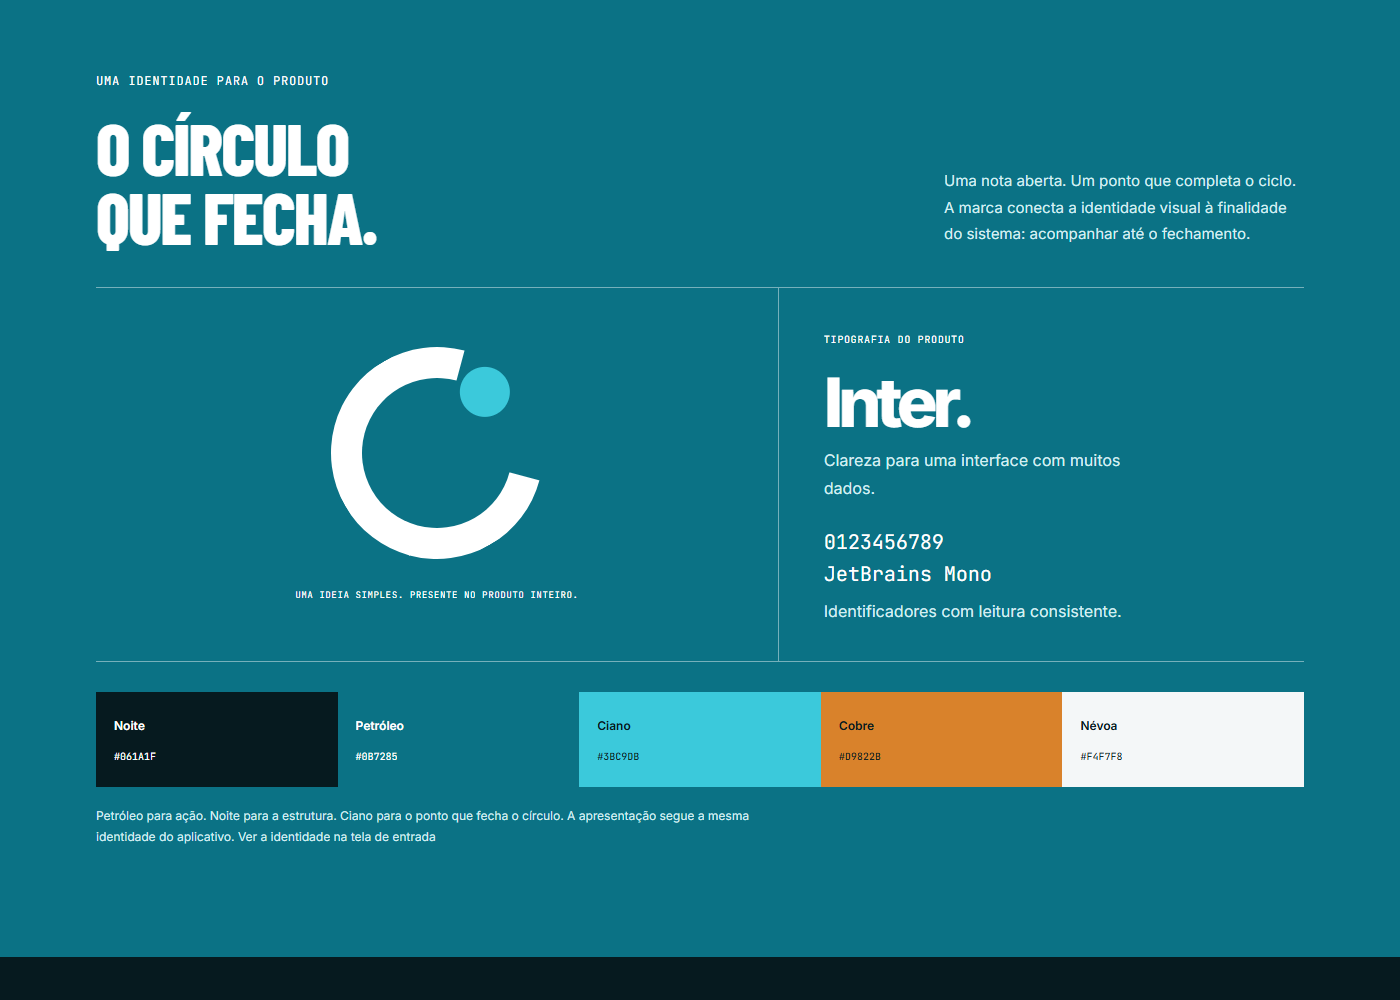 UMA IDENTIDADE PARA O PRODUTO
O CÍRCULO
QUE FECHA.
Uma nota aberta. Um ponto que completa o ciclo.
A marca conecta a identidade visual à finalidade
do sistema: acompanhar até o fechamento.
UMA IDEIA SIMPLES. PRESENTE NO PRODUTO INTEIRO.
TIPOGRAFIA DO PRODUTO
Inter.
Clareza para uma interface com muitos
dados.
0123456789
JetBrains Mono
Identificadores com leitura consistente.
Noite
#061A1F
Petróleo
#0B7285
Ciano
#3BC9DB
Cobre
#D9822B
Névoa
#F4F7F8
Petróleo para ação. Noite para a estrutura. Ciano para o ponto que fecha o círculo. A apresentação segue a mesma
identidade do aplicativo. Ver a identidade na tela de entrada